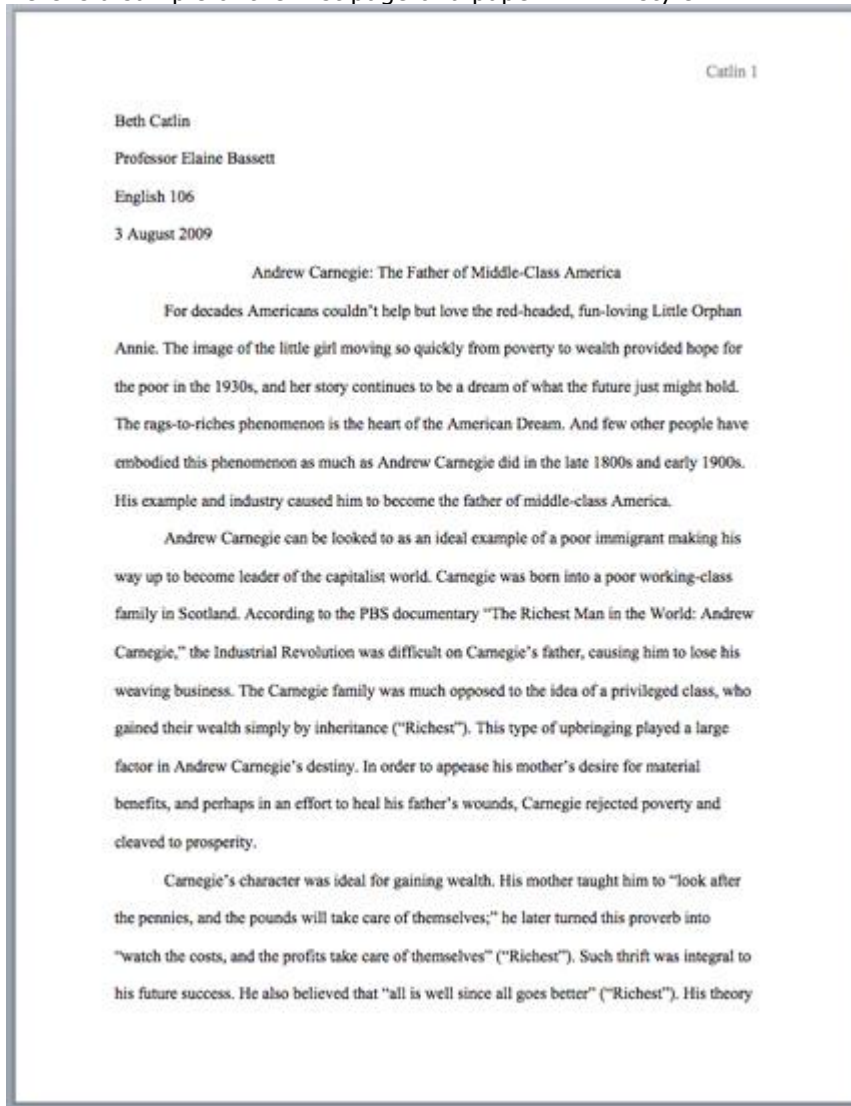 Catlin 1
Beth Catlin
Professor Elaine Bassett
English 106
3 August 2009
Andrew Carnegie: The Father of Middle-Class America
For decades Americans couldn't help but love the red-headed, fun-loving Little Orphan
Annie. The image of the little girl moving so quickly from poverty to wealth provided hope for
the poor in the 1930s, and her story continues to be a dream of what the future just might hold.
The rags-to-riches phenomenon is the heart of the American Dream. And few other people have
embodied this phenomenon as much as Andrew Carnegie did in the late 1800s and early 1900s.
His example and industry caused him to become the father of middle-class America.
Andrew Carnegie can be looked to as an ideal example of a poor immigrant making his
way up to become leader of the capitalist world. Carnegie was born into a poor working-class
family in Scotland. According to the PBS documentary “The Richest Man in the World: Andrew
Carnegie,” the Industrial Revolution was difficult on Carnegie's father, causing him to lose his
weaving business. The Carnegie family was much opposed to the idea of a privileged class, who
gained their wealth simply by inheritance (“Richest”). This type of upbringing played a large
factor in Andrew Carnegie's destiny. In order to appease his mother's desire for material
benefits, and perhaps in an effort to heal his father's wounds, Carnegie rejected poverty and
cleaved to prosperity.
Carnegie's character was ideal for gaining wealth. His mother taught him to “look after
the pennies, and the pounds will take care of themselves;” he later turned this proverb into
“watch the costs, and the profits take care of themselves” (“Richest”). Such thrift was integral to
his future success. He also believed that “all is well since all goes better” (“Richest”). His theory